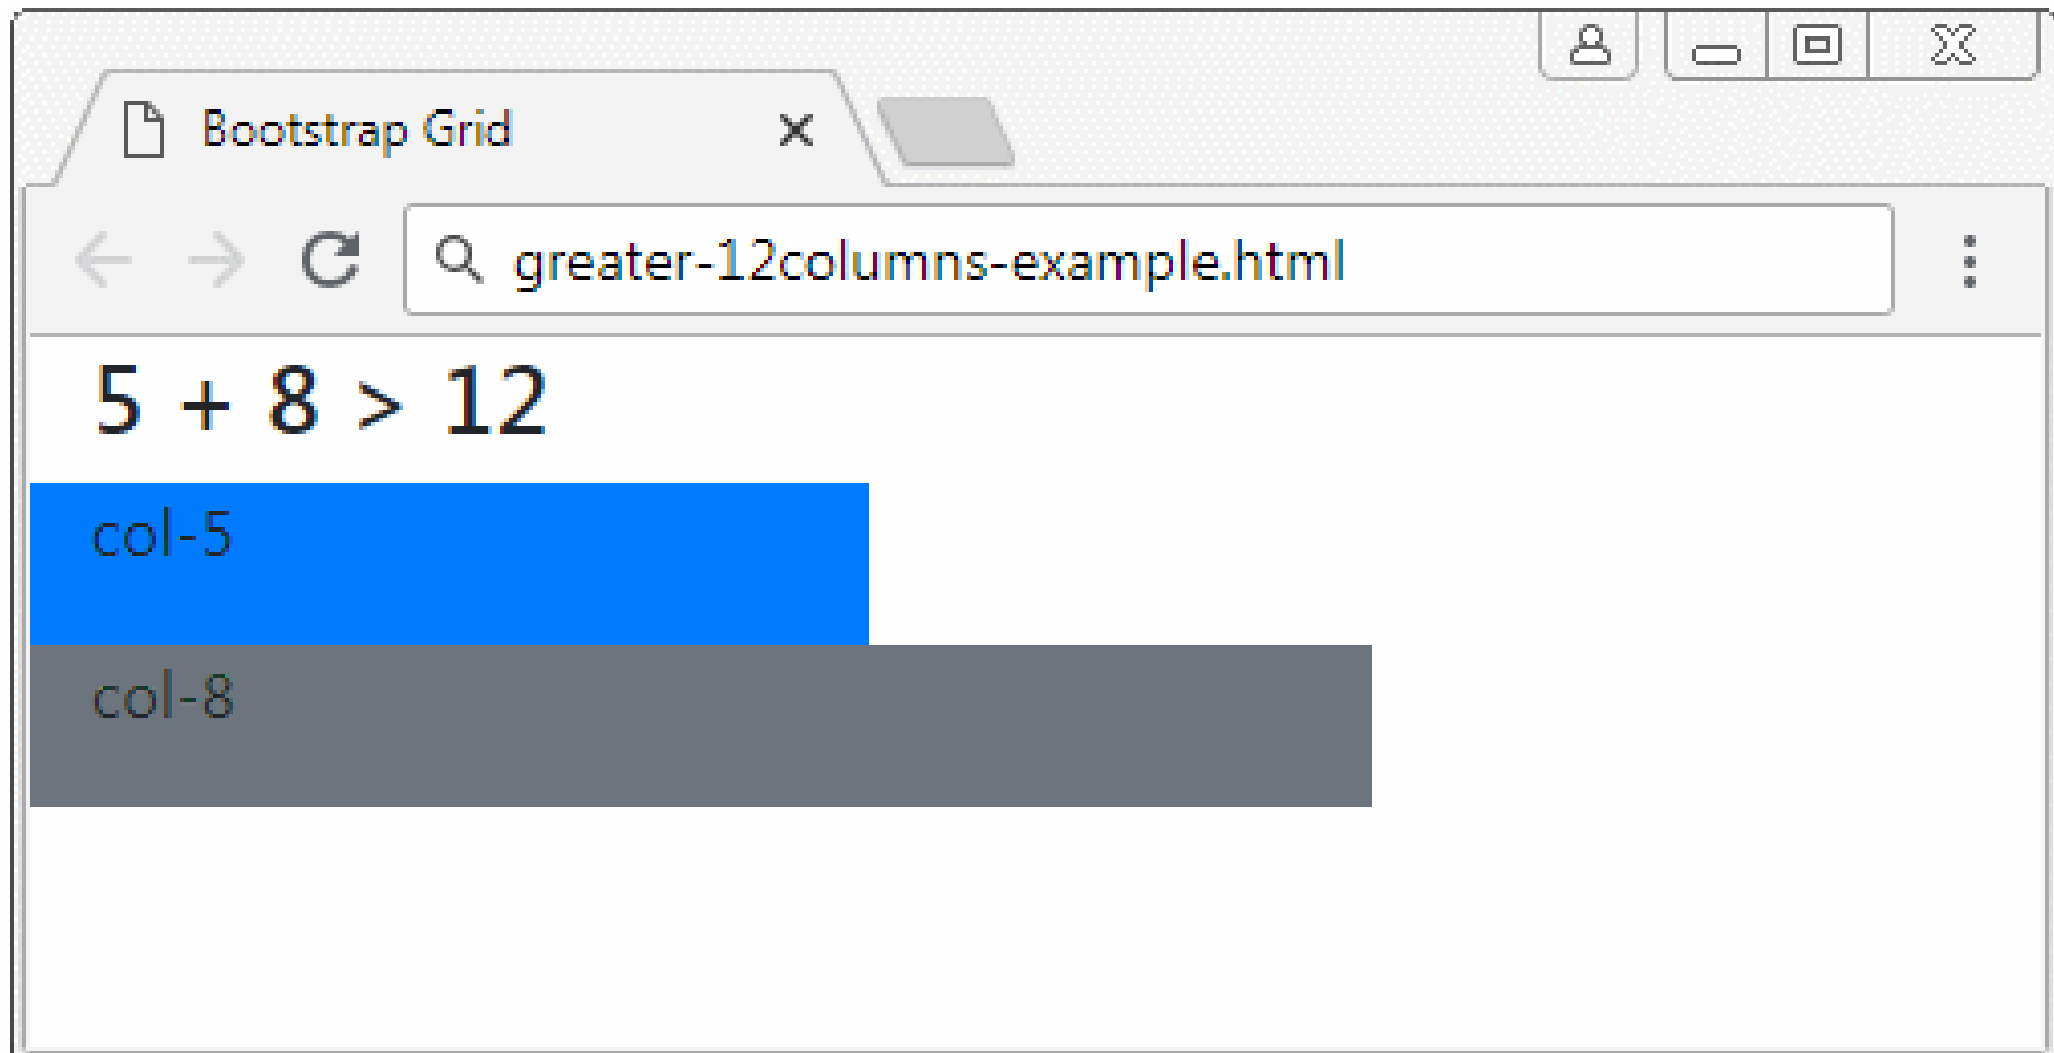 Bootstrap Grid
greater-12columns-example.html
5 + 8 > 12
col-5
col-8